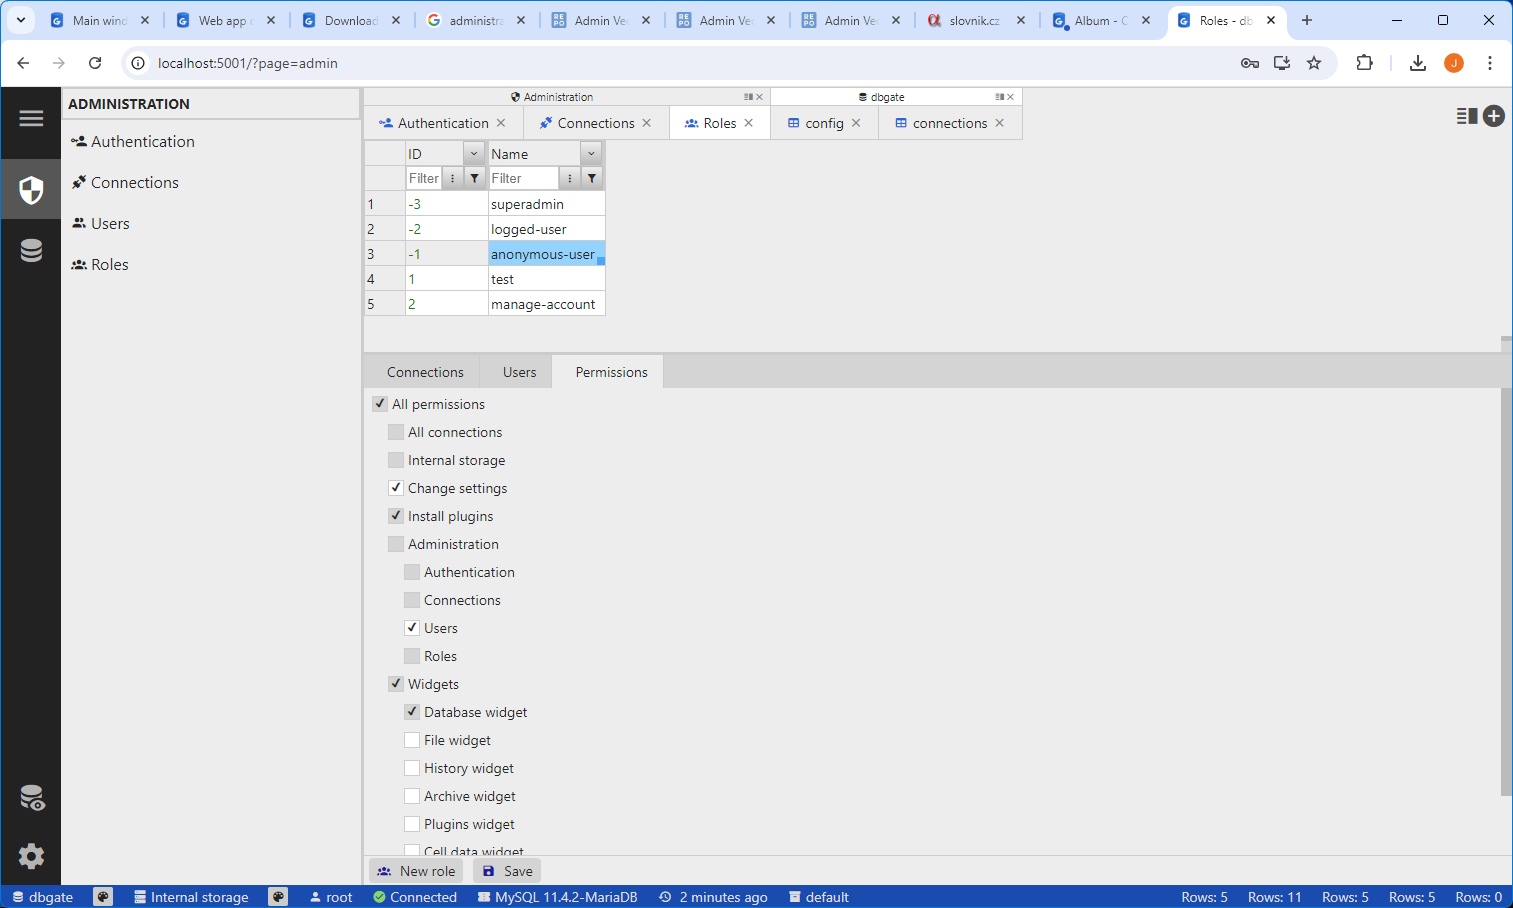 Main wind
Web app c
Download
administra
Admin Ve
Admin Ve
Admin Ve
slovnik.cz
Album - C
Roles - db
localhost:5001/?page=admin
J
ADMINISTRATION
Authentication
Connections
Users
Roles
Administration
dbgate
Authentication
Connections
Roles
config
connections
ID
Name
Filter
Filter
1 -3 superadmin
2 -2 logged-user
3 -1 anonymous-user
4 1 test
5 2 manage-account
Connections
Users
Permissions
All permissions
All connections
Internal storage
Change settings
Install plugins
Administration
Authentication
Connections
Users
Roles
Widgets
Database widget
File widget
History widget
Archive widget
Plugins widget
Cell data widget
New role
Save
dbgate
Internal storage
root
Connected
MySQL 11.4.2-MariaDB
2 minutes ago
default
Rows: 5
Rows: 11
Rows: 5
Rows: 5
Rows: 0